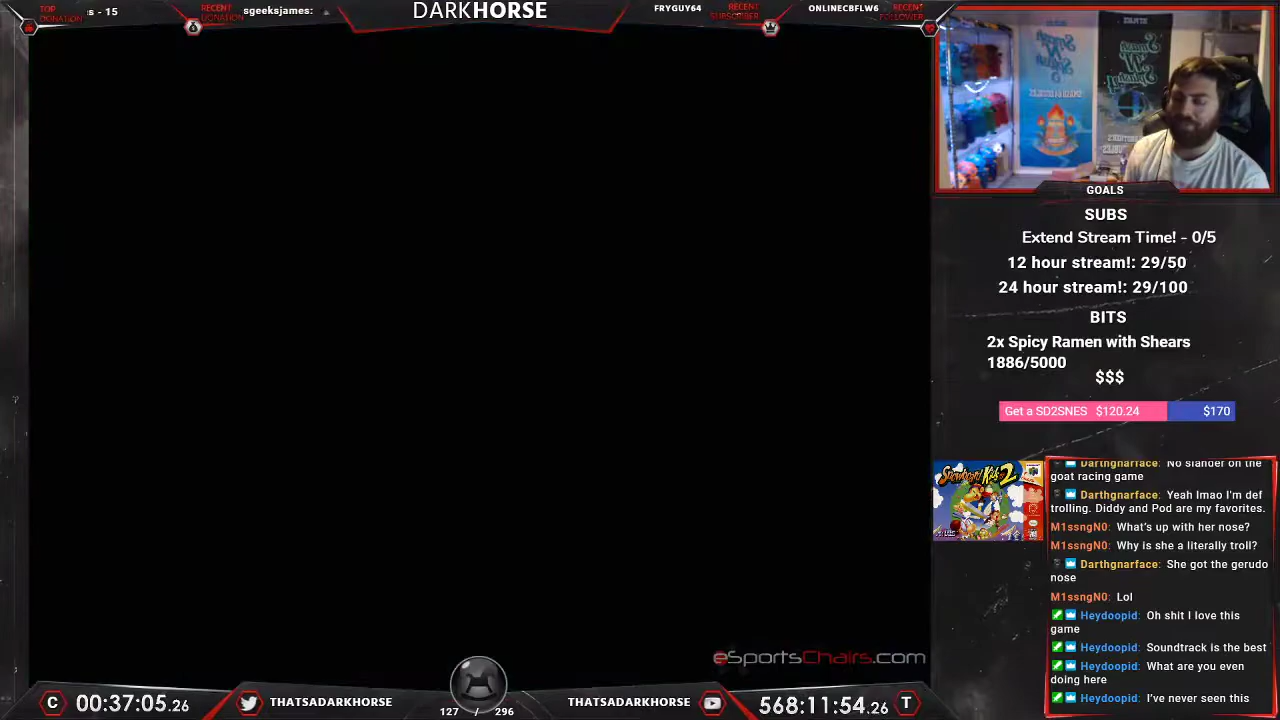 TOP DONATION
s - 15
RECENT DONATION
sgeeksjames:
DARKHORSE
FRYGUY64
RECENT SUBSCRIBER
ONLINECBFLW6
RECENT FOLLOWER
GOALS
SUBS
Extend Stream Time! - 0/5
12 hour stream!: 29/50
24 hour stream!: 29/100
BITS
2x Spicy Ramen with Shears
1886/5000
$$$
Get a SD2SNES $120.24 $170
Snowboard Kids 2
Darthgnarface: No slander on the
goat racing game
Darthgnarface: Yeah lmao I'm def
trolling. Diddy and Pod are my favorites.
M1ssngN0: What's up with her nose?
M1ssngN0: Why is she a literally troll?
Darthgnarface: She got the gerudo
nose
M1ssngN0: Lol
Heydoopid: Oh shit I love this
game
Heydoopid: Soundtrack is the best
Heydoopid: What are you even
doing here
Heydoopid: I've never seen this
eSportsChairs.com
C 00:37:05.26
THATSADARKHORSE
127 / 296
THATSADARKHORSE
568:11:54.26 T